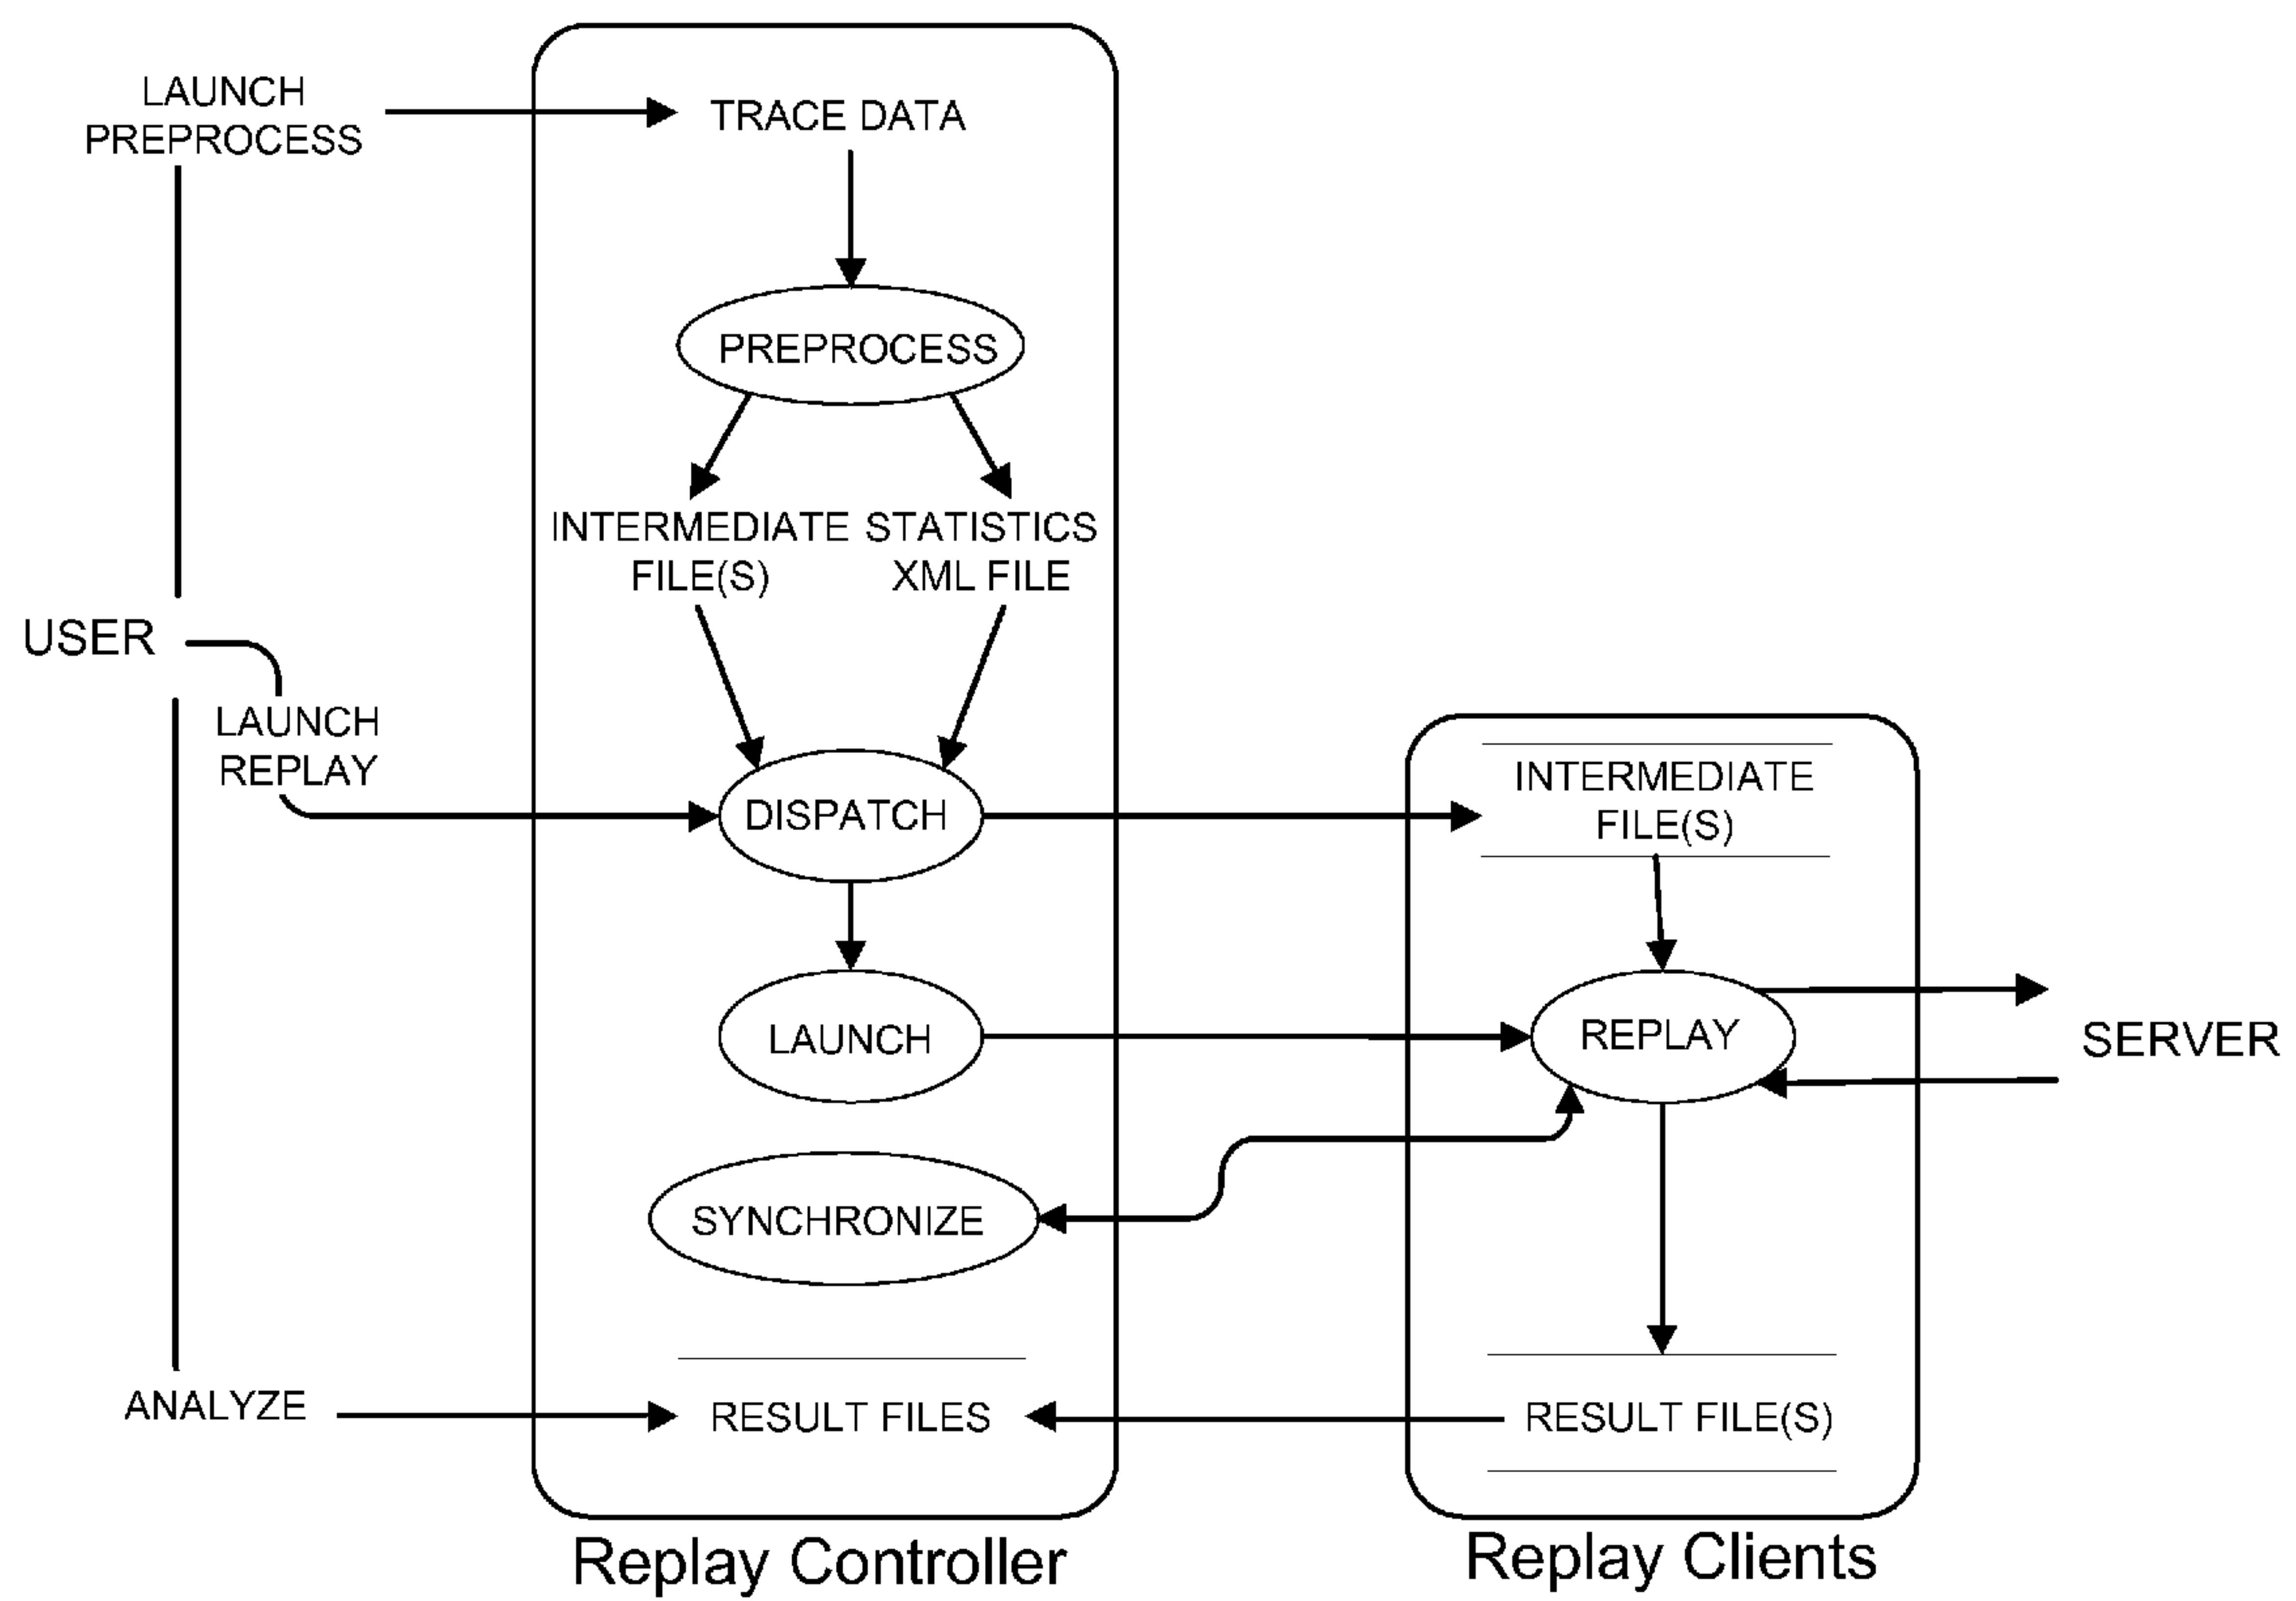 LAUNCH
PREPROCESS
TRACE DATA
PREPROCESS
INTERMEDIATE
FILE(S)
STATISTICS
XML FILE
USER
LAUNCH
REPLAY
DISPATCH
INTERMEDIATE
FILE(S)
LAUNCH
REPLAY
SERVER
SYNCHRONIZE
ANALYZE
RESULT FILES
RESULT FILE(S)
Replay Controller
Replay Clients